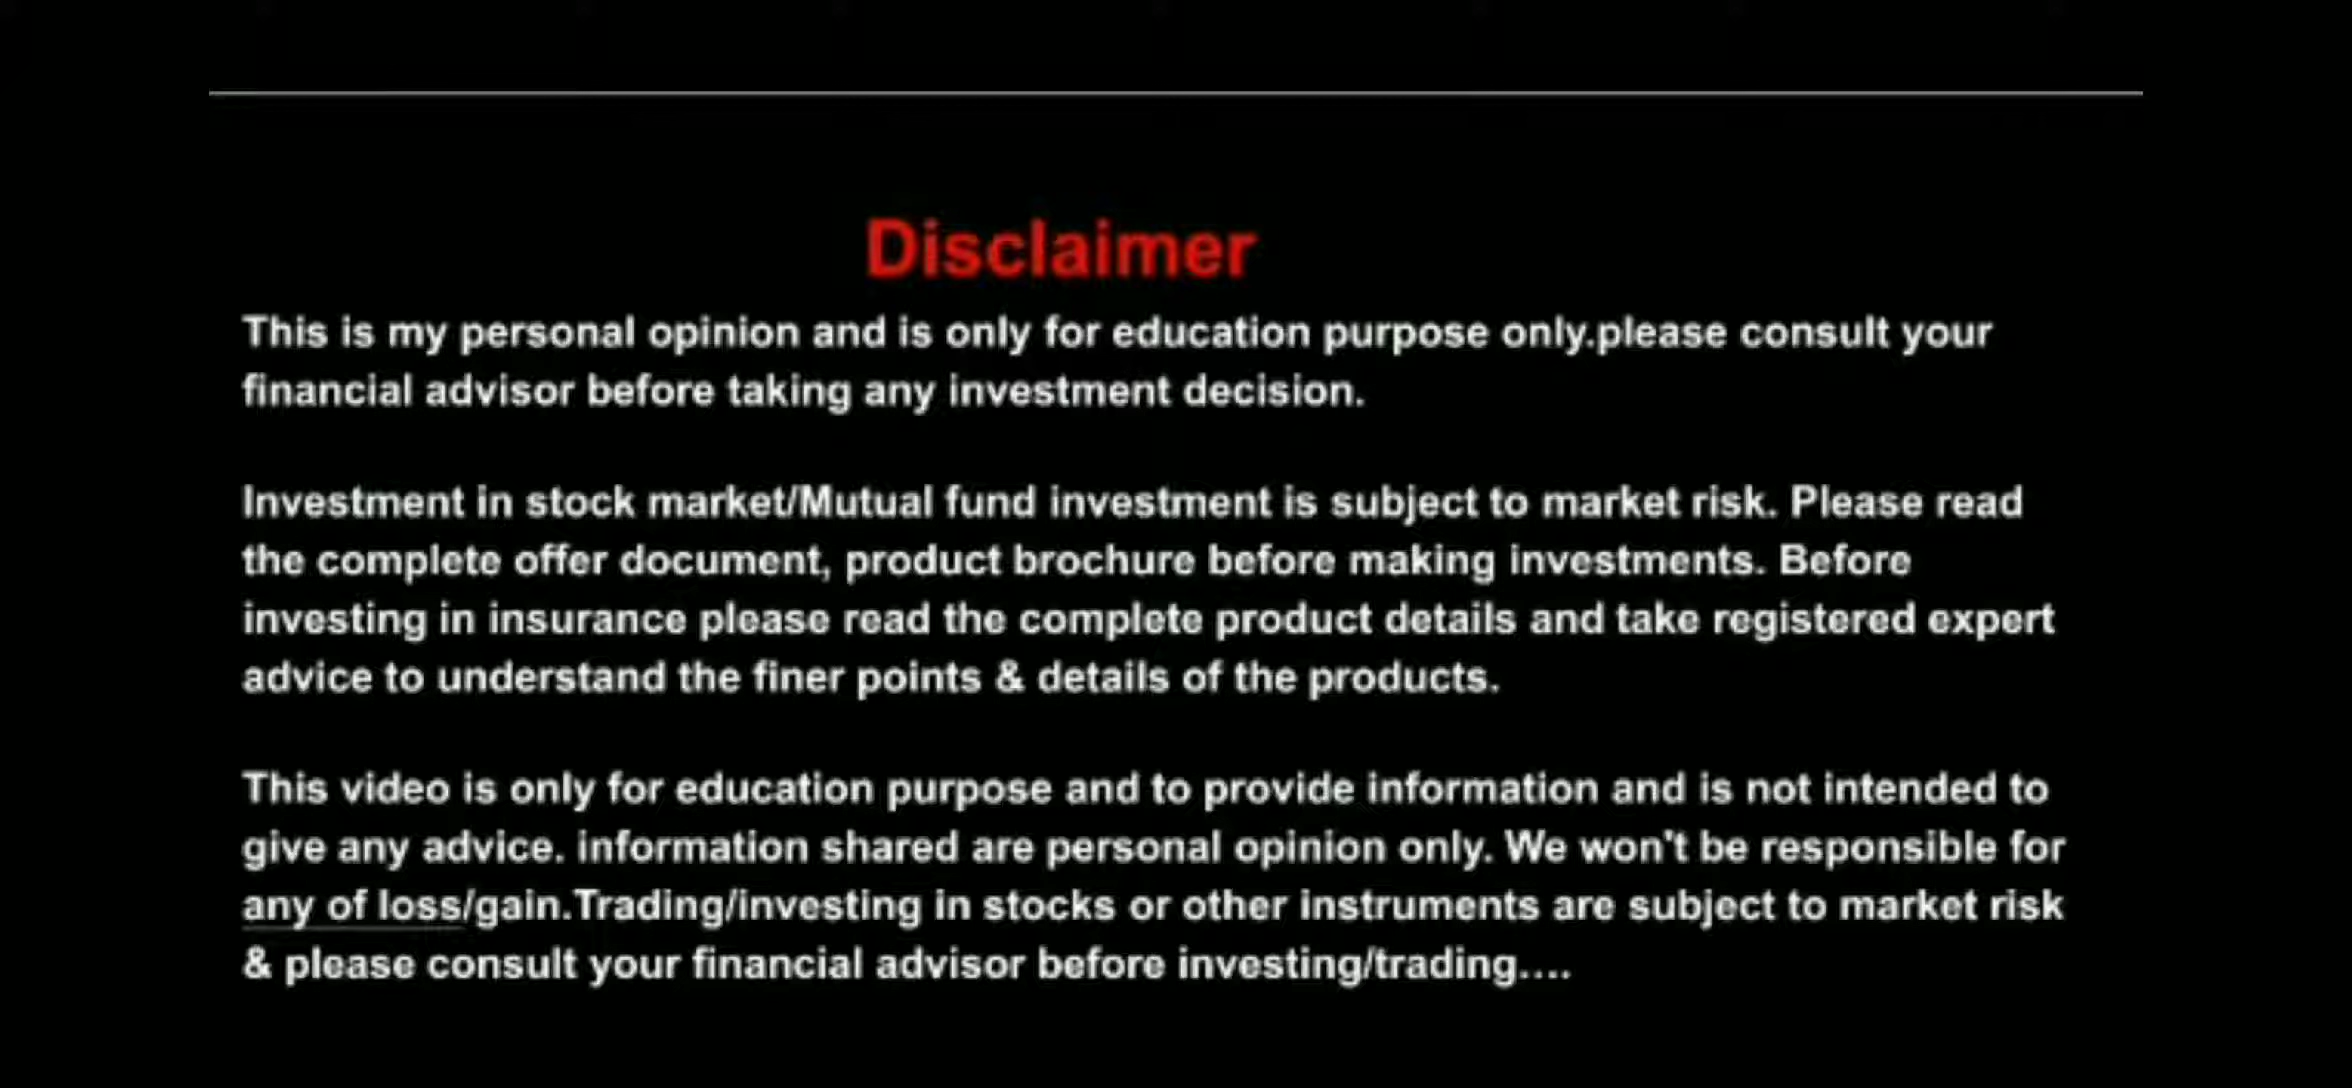 Disclaimer
This is my personal opinion and is only for education purpose only.please consult your
financial advisor before taking any investment decision.
Investment in stock market/Mutual fund investment is subject to market risk. Please read
the complete offer document, product brochure before making investments. Before
investing in insurance please read the complete product details and take registered expert
advice to understand the finer points & details of the products.
This video is only for education purpose and to provide information and is not intended to
give any advice. information shared are personal opinion only. We won't be responsible for
any of loss/gain.Trading/investing in stocks or other instruments are subject to market risk
& please consult your financial advisor before investing/trading....